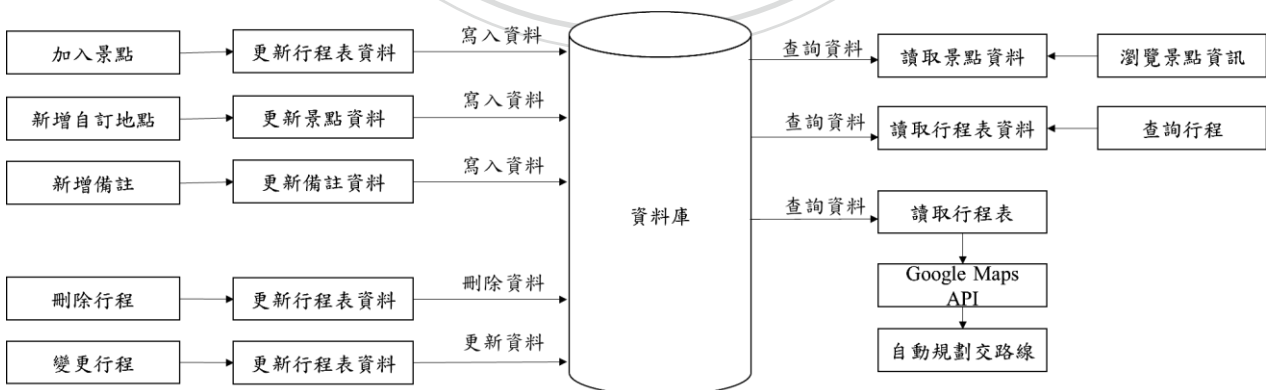 加入景點
更新行程表資料
寫入資料
查詢資料
讀取景點資料
瀏覽景點資訊
新增自訂地點
更新景點資料
寫入資料
查詢資料
讀取行程表資料
查詢行程
新增備註
更新備註資料
寫入資料
資料庫
查詢資料
讀取行程表
Google Maps
API
自動規劃交路線
刪除行程
更新行程表資料
刪除資料
變更行程
更新行程表資料
更新資料